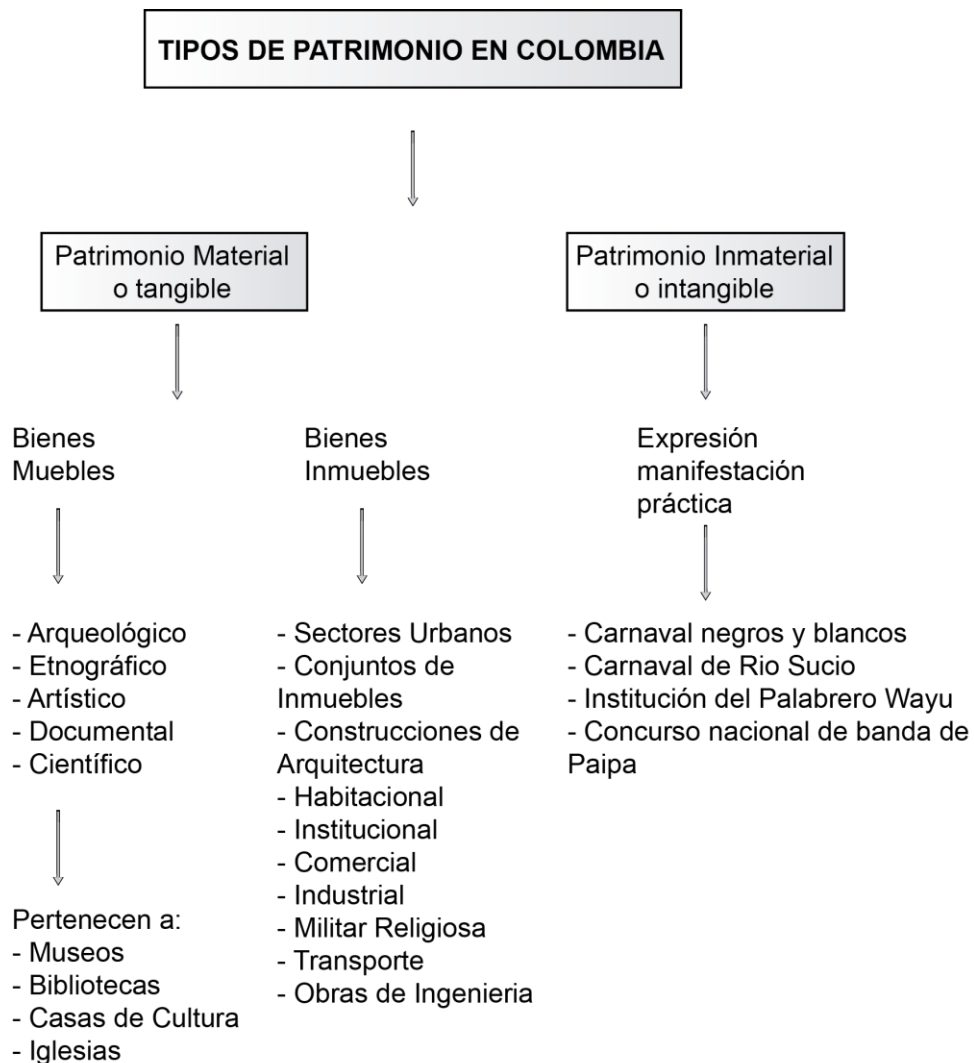 TIPOS DE PATRIMONIO EN COLOMBIA
Patrimonio Material
o tangible
Patrimonio Inmaterial
o intangible
Bienes
Muebles
Bienes
Inmuebles
Expresión
manifestación
práctica
- Arqueológico
- Etnográfico
- Artístico
- Documental
- Científico
- Sectores Urbanos
- Conjuntos de
Inmuebles
- Construcciones de
Arquitectura
- Habitacional
- Institucional
- Comercial
- Industrial
- Militar Religiosa
- Transporte
- Obras de Ingenieria
- Carnaval negros y blancos
- Carnaval de Rio Sucio
- Institución del Palabrero Wayu
- Concurso nacional de banda de
Paipa
Pertenecen a:
- Museos
- Bibliotecas
- Casas de Cultura
- Iglesias